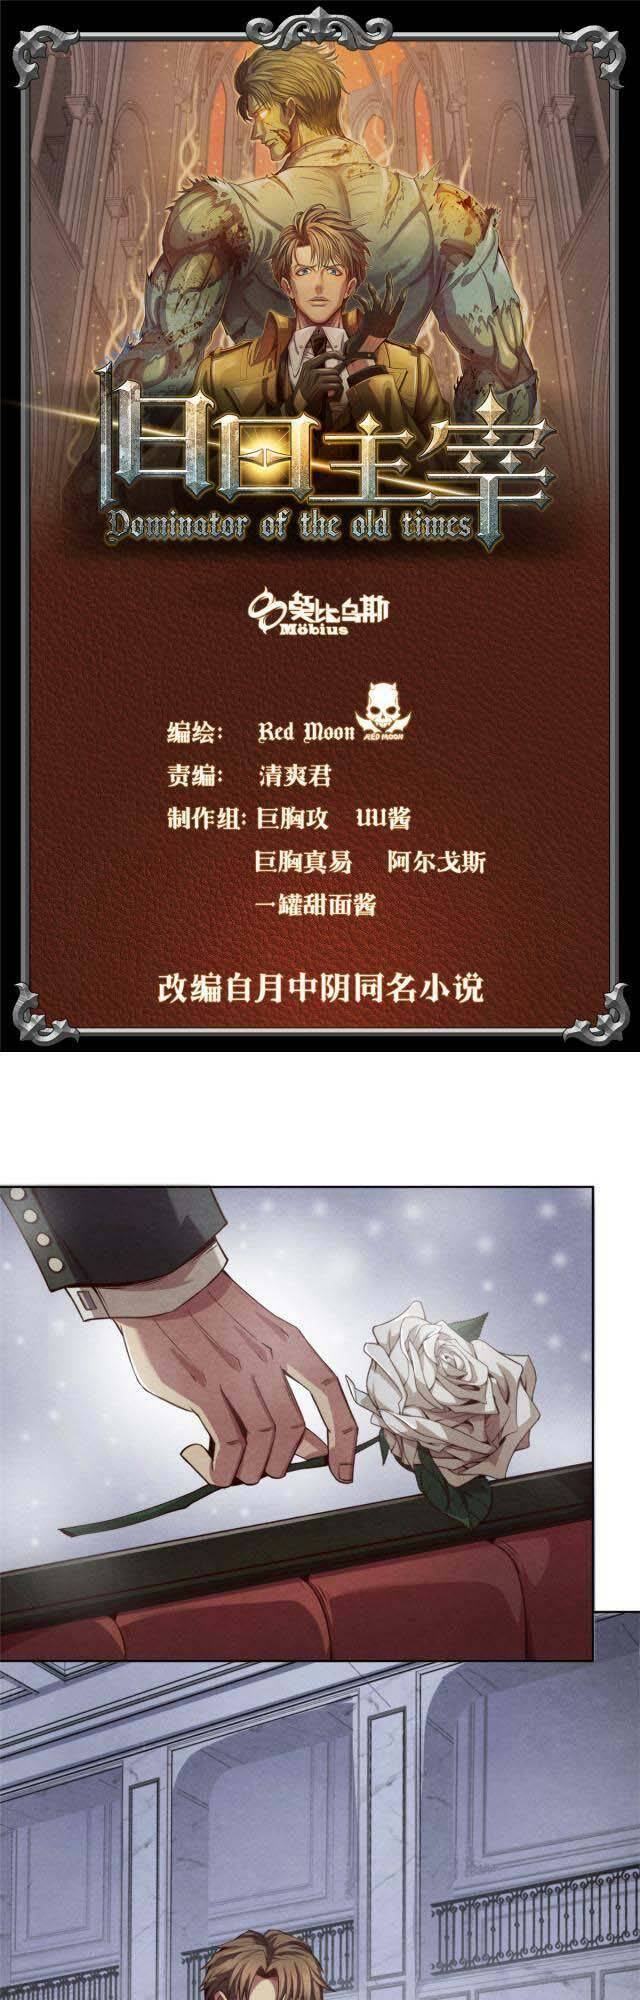 旧日主宰
Dominator of the old times
婺比乌斯
Möbius
编绘: Red Moon RED MOON
责编: 清爽君
制作组: 巨胸攻 UU酱
巨胸真易 阿尔戈斯
一罐甜面酱
改编自月中阴同名小说